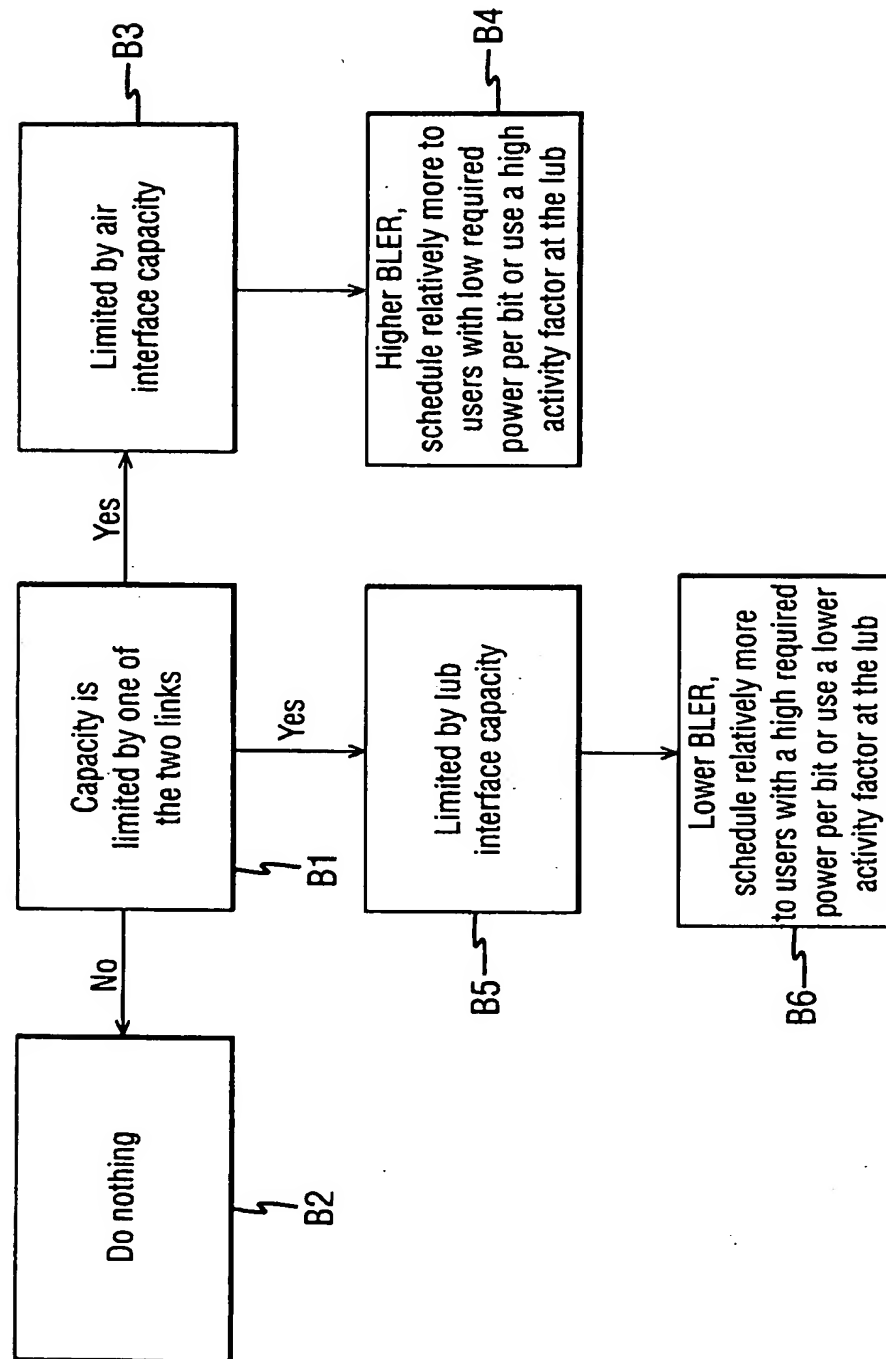 Do nothing
B2
No
Capacity is
limited by one of
the two links
B1
Yes
Limited by air
interface capacity
B3
Higher BLER,
schedule relatively more to
users with low required
power per bit or use a high
activity factor at the lub
B4
Yes
Limited by lub
interface capacity
B5
Lower BLER,
schedule relatively more
to users with a high required
power per bit or use a lower
activity factor at the lub
B6